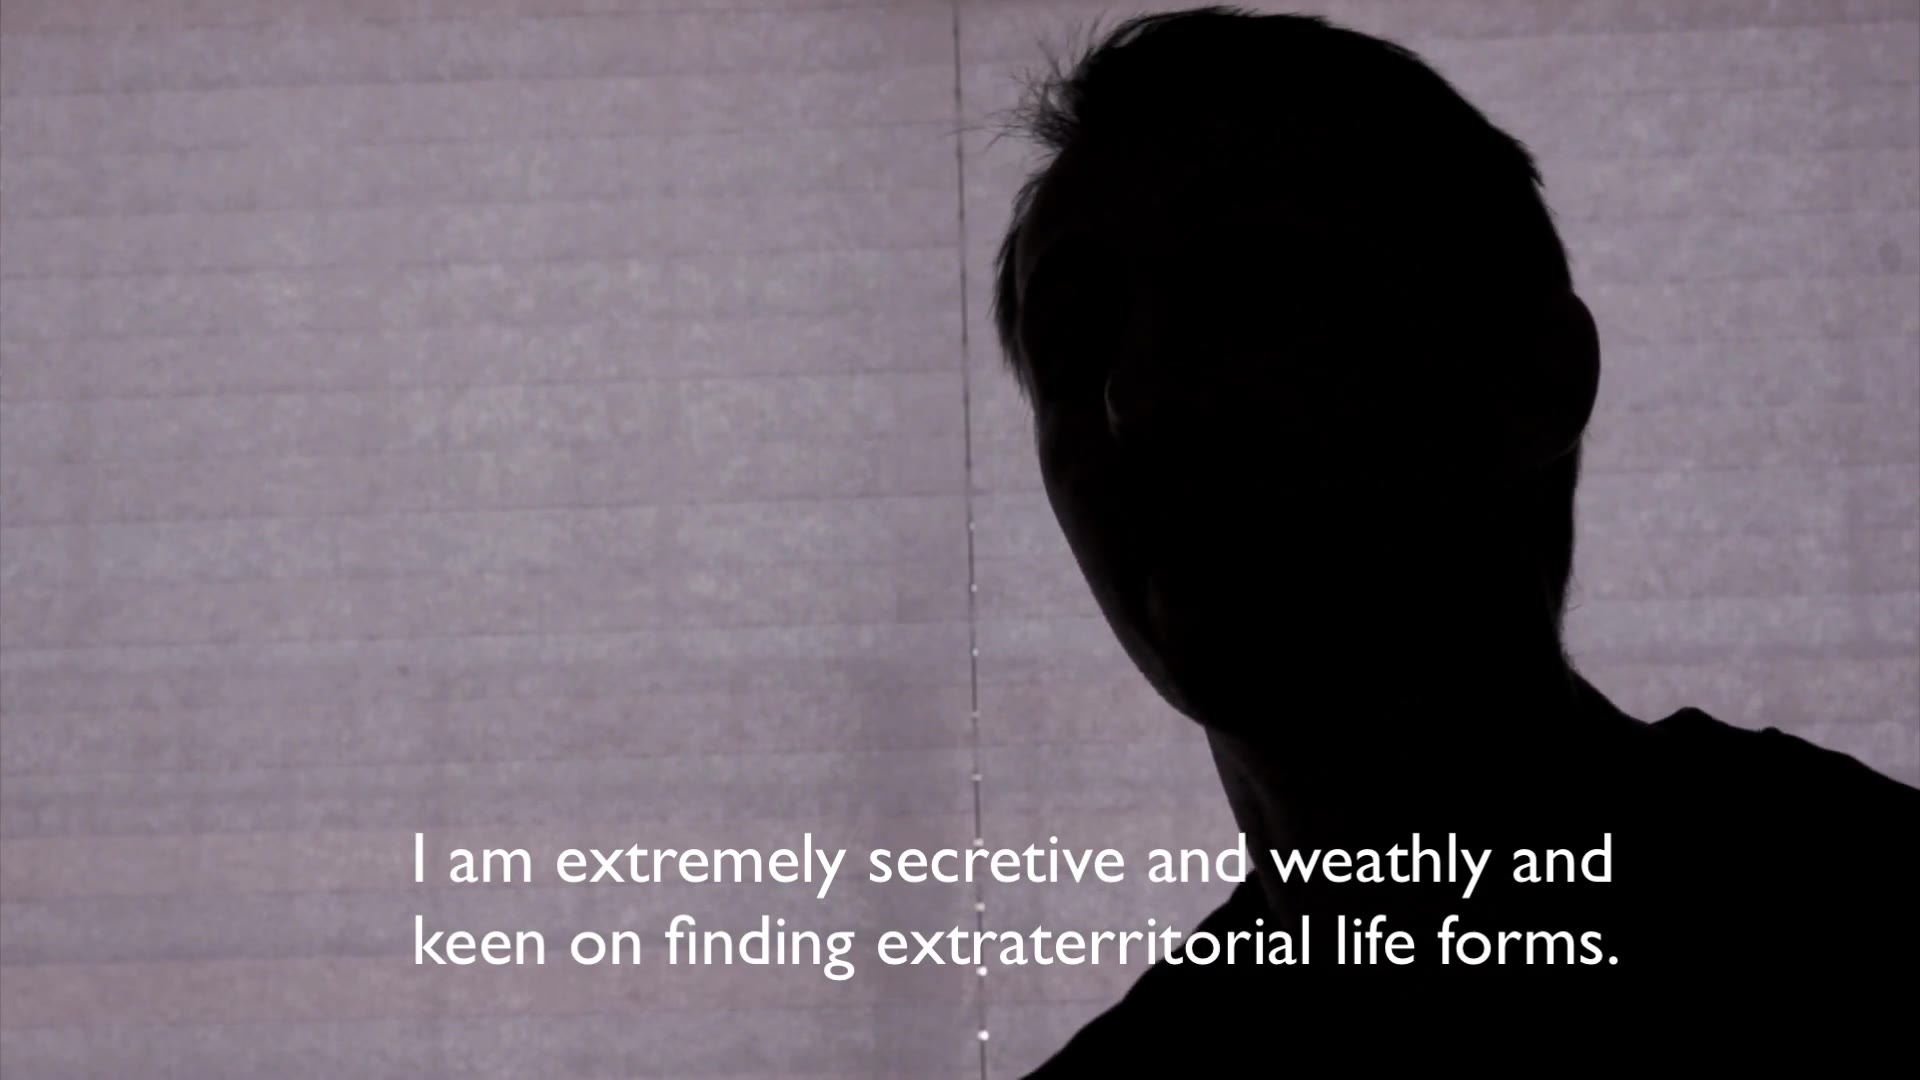 I am extremely secretive and weathly and
keen on finding extraterritorial life forms.